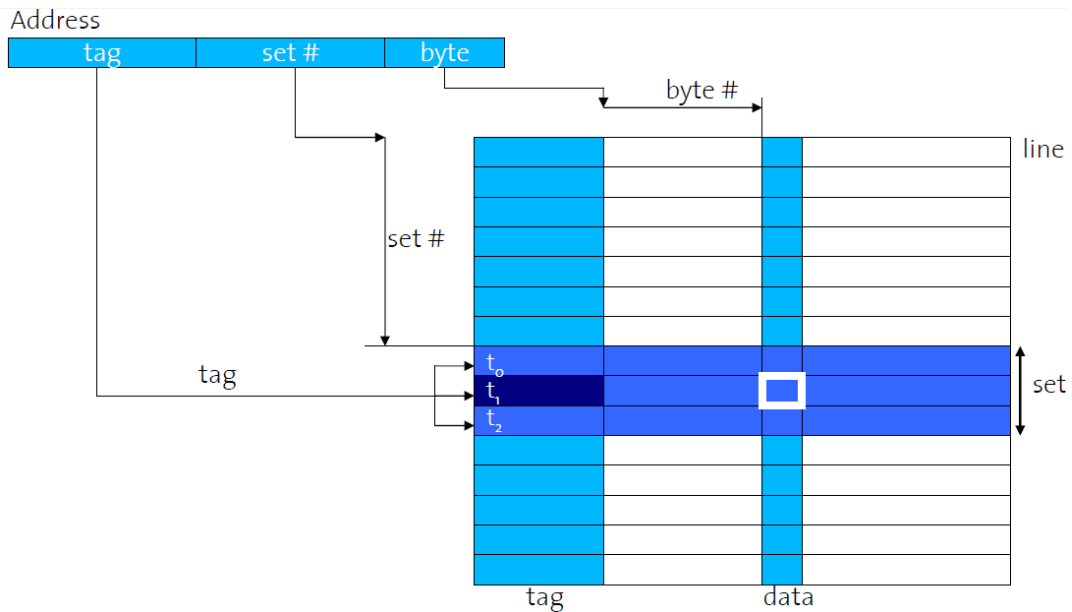 Address
tag set # byte
byte #
line
set #
t₀
tag t₁ set
t₂
tag data